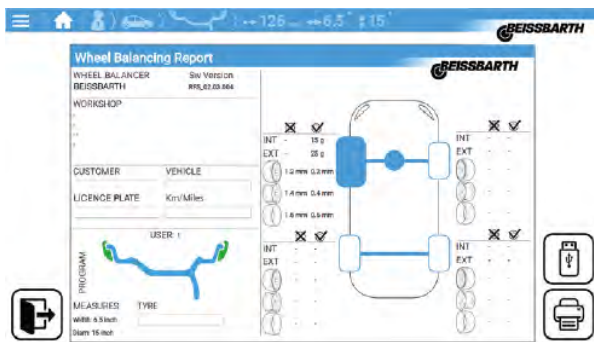 126 6.5" 15"
BEISSBARTH
Wheel Balancing Report
BEISSBARTH
WHEEL BALANCER Sw Version
BEISSBARTH
WORKSHOP
INT - 15 g
EXT - 25 g
1.2 mm 0.3 mm
1.4 mm 0.4 mm
1.6 mm 0.6 mm
INT - -
EXT - -
CUSTOMER VEHICLE
LICENCE PLATE Km/Miles
USER: 1
PROGRAM
INT - -
EXT - -
INT - -
EXT - -
MEASURES TYRE
Width: 6.5 inch
Diam: 15 inch